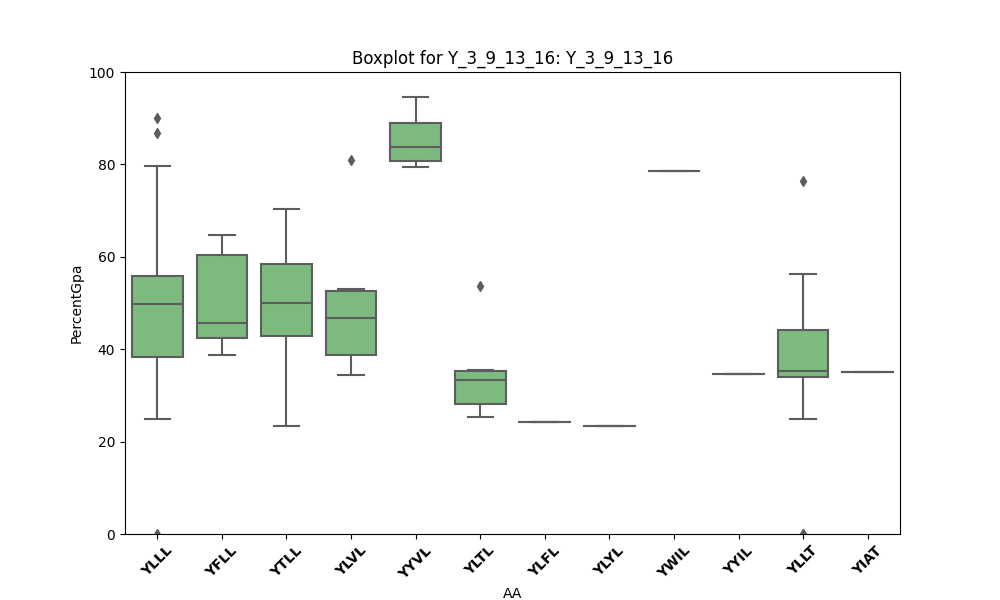 Boxplot for Y_3_9_13_16: Y_3_9_13_16
100
80
60
40
20
0
PercentGpa
YLLL YFLL YTLL YLVL YYVL YLTL YLFL YLYL YWIL YYIL YLLT YIAT
AA